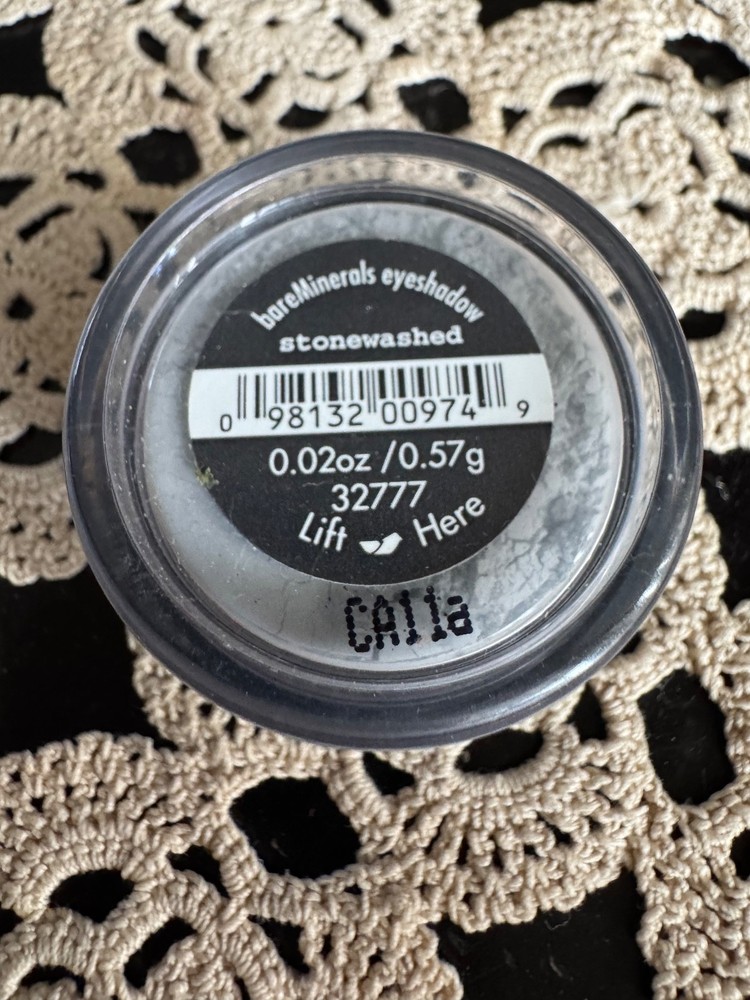 bareMinerals eyeshadow
stonewashed
0 98132 00974 9
0.02oz /0.57g
32777
Lift Here
CA11a